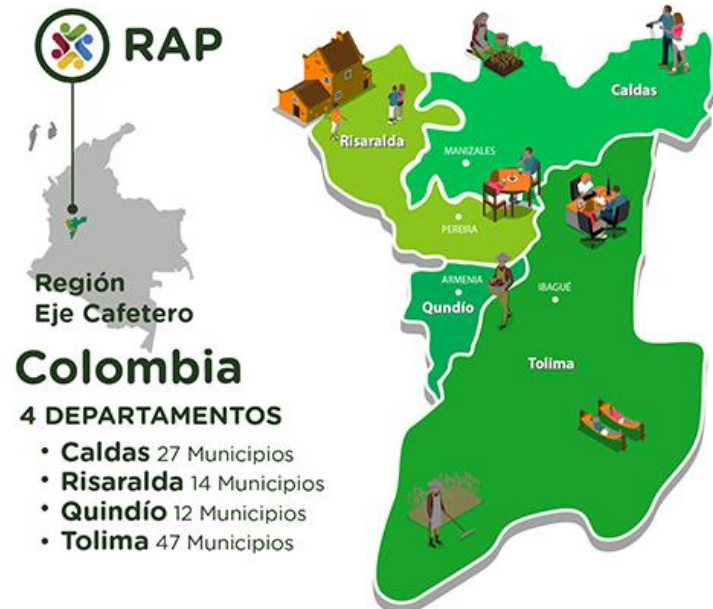 RAP
Región
Eje Cafetero
Colombia
4 DEPARTAMENTOS
• Caldas 27 Municipios
• Risaralda 14 Municipios
• Quindío 12 Municipios
• Tolima 47 Municipios
Caldas
Risaralda
MANIZALES
PEREIRA
ARMENIA
Qundío
IBAGUÉ
Tolima